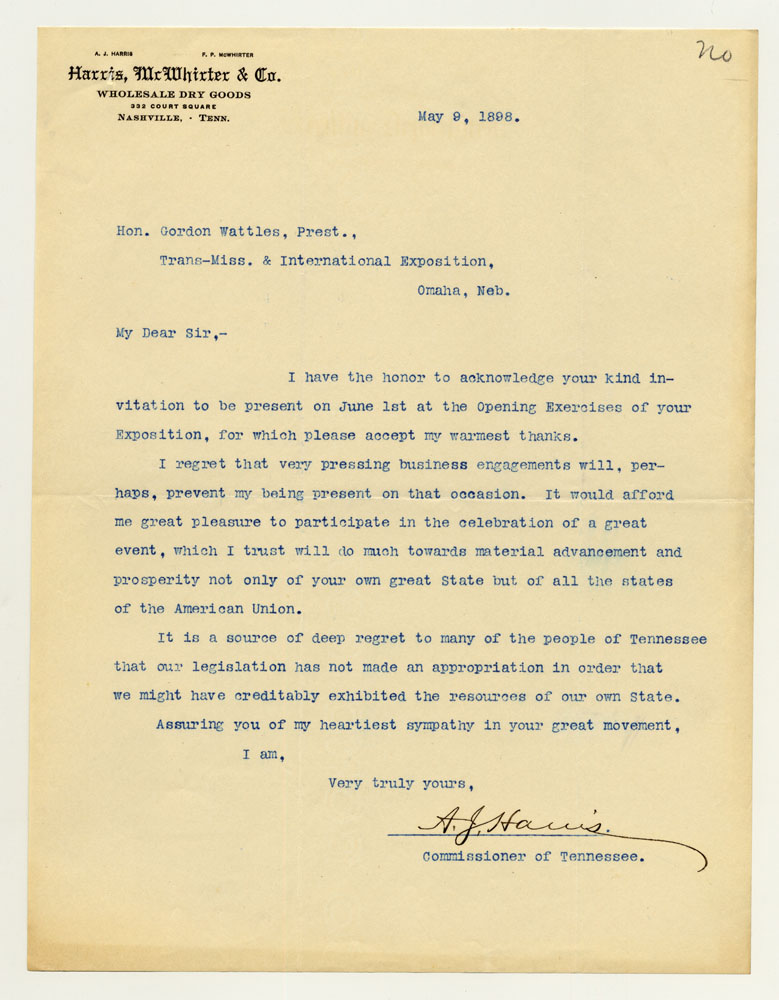 A. J. HARRIS F. P. McWHIRTER
Harris, McWhirter & Co.
WHOLESALE DRY GOODS
332 COURT SQUARE
NASHVILLE, · TENN.
no
May 9, 1898.
Hon. Gordon Wattles, Prest.,
Trans-Miss. & International Exposition,
Omaha, Neb.
My Dear Sir,-
I have the honor to acknowledge your kind in-
vitation to be present on June 1st at the Opening Exercises of your
Exposition, for which please accept my warmest thanks.
I regret that very pressing business engagements will, per-
haps, prevent my being present on that occasion. It would afford
me great pleasure to participate in the celebration of a great
event, which I trust will do much towards material advancement and
prosperity not only of your own great State but of all the states
of the American Union.
It is a source of deep regret to many of the people of Tennessee
that our legislation has not made an appropriation in order that
we might have creditably exhibited the resources of our own State.
Assuring you of my heartiest sympathy in your great movement,
I am,
Very truly yours,
A. J. Harris.
Commissioner of Tennessee.